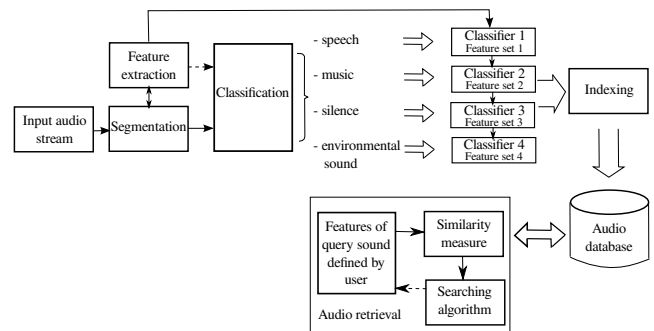 Feature
extraction
Input audio
stream
Segmentation
Classification
- speech
- music
- silence
- environmental
sound
Classifier 1
Feature set 1
Classifier 2
Feature set 2
Classifier 3
Feature set 3
Classifier 4
Feature set 4
Indexing
Audio
database
Features of
query sound
defined by
user
Similarity
measure
Searching
algorithm
Audio retrieval